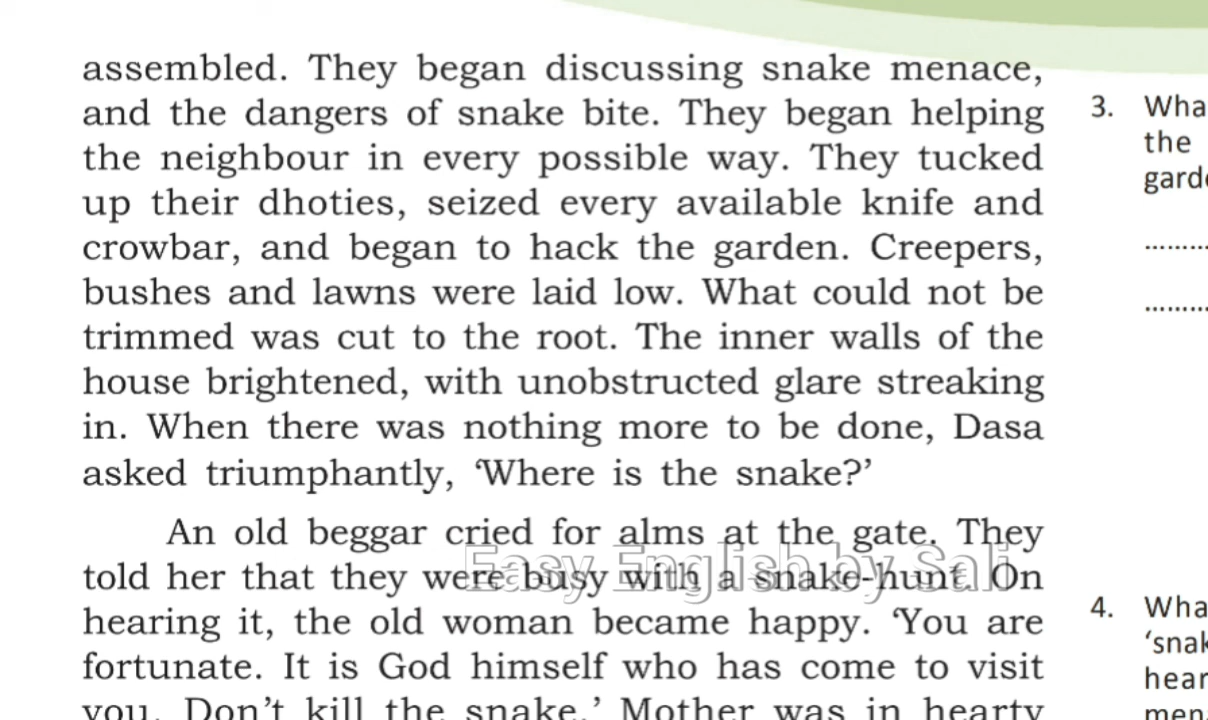 assembled. They began discussing snake menace,
and the dangers of snake bite. They began helping
the neighbour in every possible way. They tucked
up their dhoties, seized every available knife and
crowbar, and began to hack the garden. Creepers,
bushes and lawns were laid low. What could not be
trimmed was cut to the root. The inner walls of the
house brightened, with unobstructed glare streaking
in. When there was nothing more to be done, Dasa
asked triumphantly, ‘Where is the snake?’
An old beggar cried for alms at the gate. They
told her that they were busy with a snake-hunt. On
hearing it, the old woman became happy. ‘You are
fortunate. It is God himself who has come to visit
you. Don’t kill the snake.’ Mother was in hearty
Easy English by Sali
3. Wha
the
gard
..........
..........
4. Wha
‘snak
hear
men